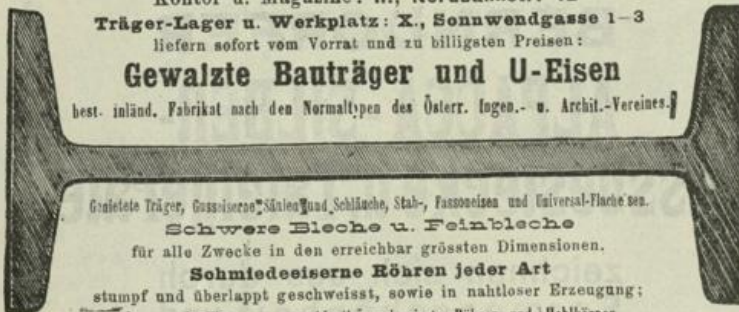 Träger-Lager u. Werkplatz: X., Sonnwendgasse 1–3
liefern sofort vom Vorrat und zu billigsten Preisen:
Gewalzte Bauträger und U-Eisen
best. inländ. Fabrikat nach den Normaltypen des Österr. Ingen.- u. Archit.-Vereines.
Genietete Träger, Gusseiserne Säulen und Schläuche, Stab-, Fassoneisen und Universal-Flacheisen.
Schwere Bleche u. Feinbleche
für alle Zwecke in den erreichbar grössten Dimensionen.
Schmiedeeiserne Röhren jeder Art
stumpf und überlappt geschweisst, sowie in nahtloser Erzeugung;